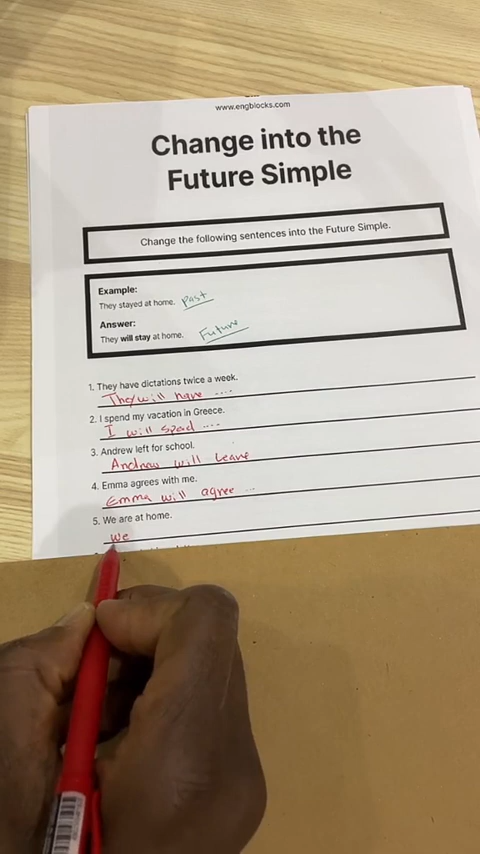 www.engblocks.com
Change into the
Future Simple
Change the following sentences into the Future Simple.
Example:
They stayed at home. past
Answer:
They will stay at home. Future
1. They have dictations twice a week.
They will have ....
2. I spend my vacation in Greece.
I will spend ....
3. Andrew left for school.
Andrew will leave
4. Emma agrees with me.
Emma will agree ...
5. We are at home.
We